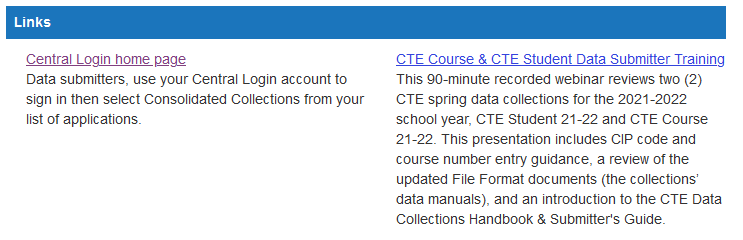 Links
Central Login home page
Data submitters, use your Central Login account to
sign in then select Consolidated Collections from your
list of applications.
CTE Course & CTE Student Data Submitter Training
This 90-minute recorded webinar reviews two (2)
CTE spring data collections for the 2021-2022
school year, CTE Student 21-22 and CTE Course
21-22. This presentation includes CIP code and
course number entry guidance, a review of the
updated File Format documents (the collections'
data manuals), and an introduction to the CTE Data
Collections Handbook & Submitter's Guide.